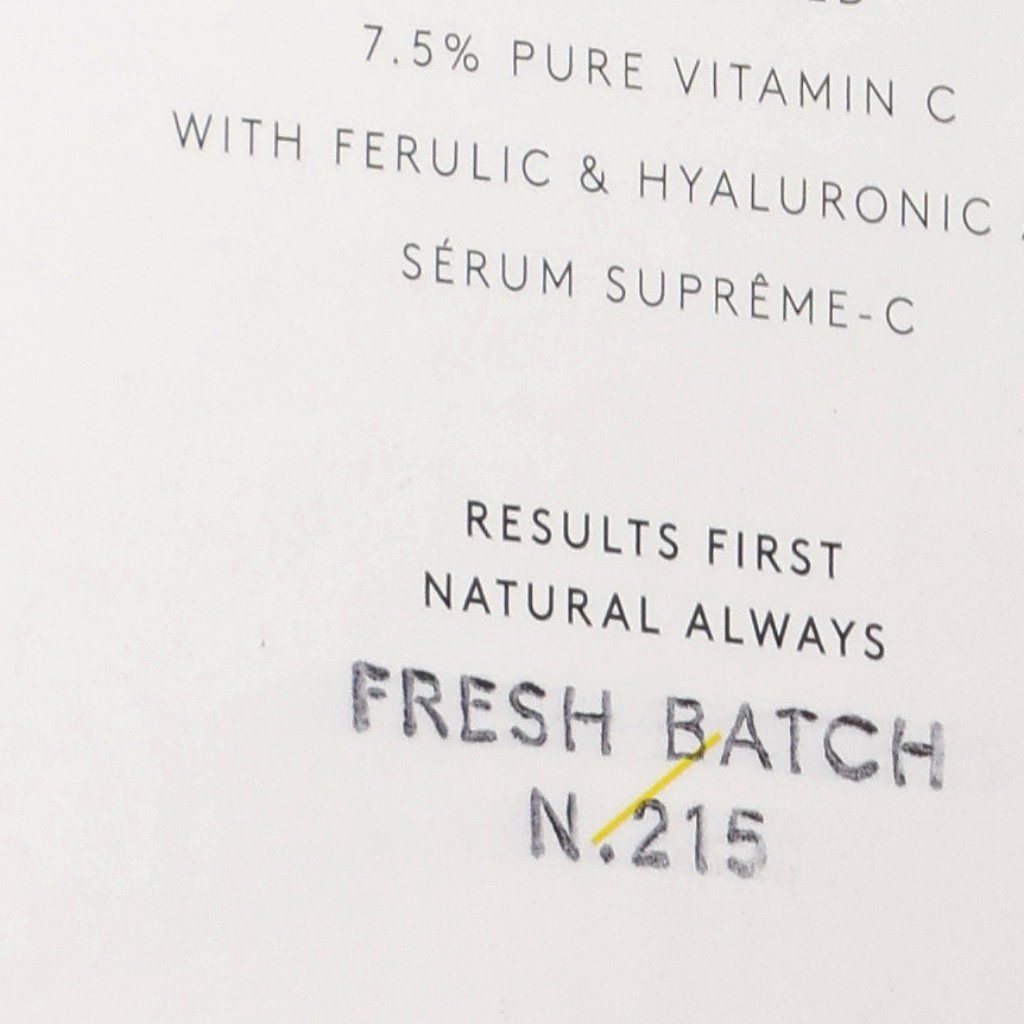 7.5% PURE VITAMIN C
WITH FERULIC & HYALURONIC
SÉRUM SUPRÊME-C
RESULTS FIRST
NATURAL ALWAYS
FRESH BATCH
N.215